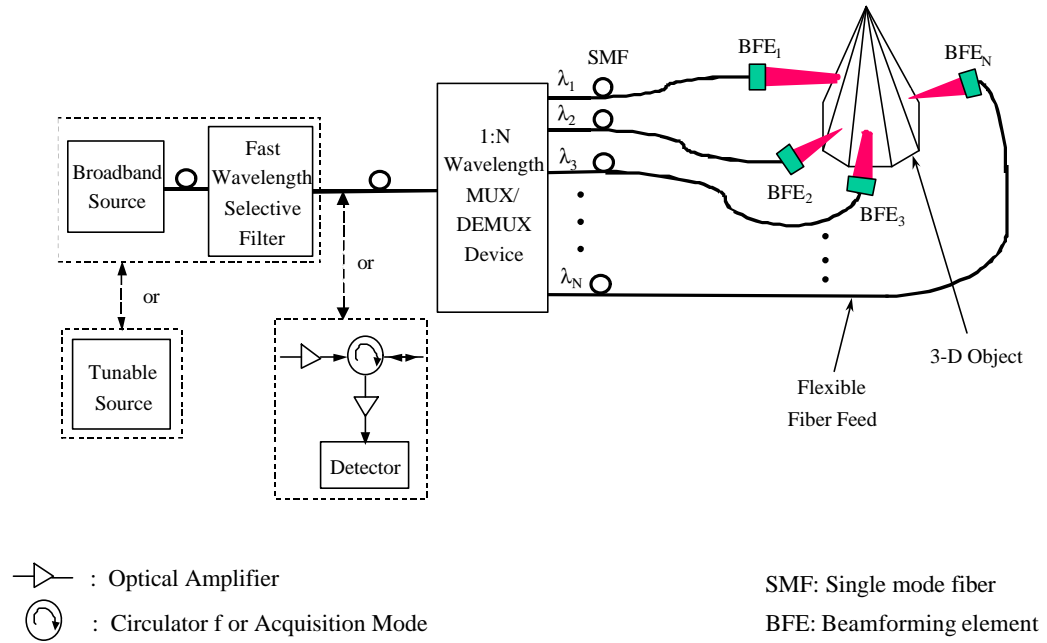 BFE1
BFEN
SMF
λ1
λ2
λ3
λN
1:N
Wavelength
MUX/
DEMUX
Device
Fast
Wavelength
Selective
Filter
Broadband
Source
BFE2
BFE3
or
or
Tunable
Source
Detector
3-D Object
Flexible
Fiber Feed
: Optical Amplifier
: Circulator f or Acquisition Mode
SMF: Single mode fiber
BFE: Beamforming element